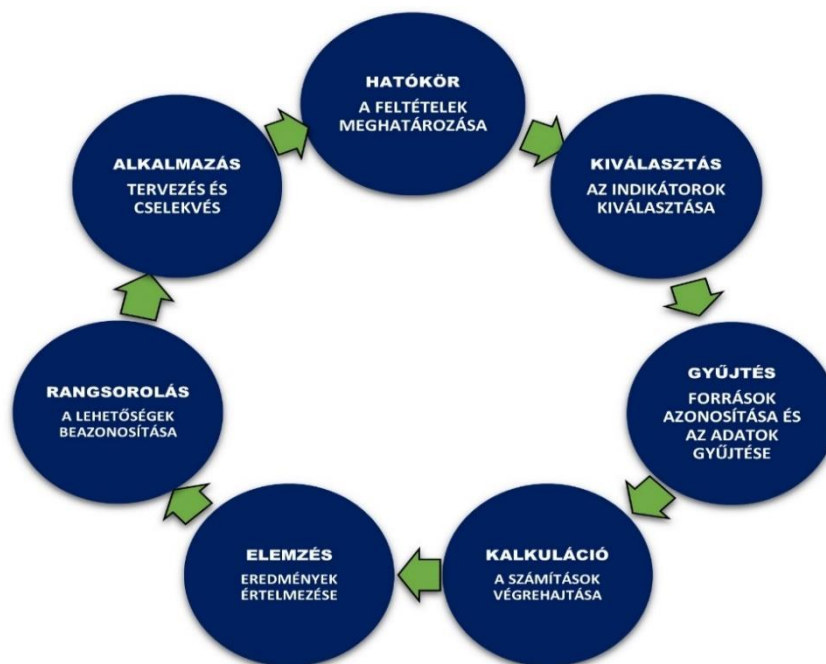 HATÓKÖR
A FELTÉTELEK
MEGHATÁROZÁSA
KIVÁLASZTÁS
AZ INDIKÁTOROK
KIVÁLASZTÁSA
GYŰJTÉS
FORRÁSOK
AZONOSÍTÁSA ÉS
AZ ADATOK
GYŰJTÉSE
KALKULÁCIÓ
A SZÁMÍTÁSOK
VÉGREHAJTÁSA
ELEMZÉS
EREDMÉNYEK
ÉRTELMEZÉSE
RANGSOROLÁS
A LEHETŐSÉGEK
BEAZONOSÍTÁSA
ALKALMAZÁS
TERVEZÉS ÉS
CSELEKVÉS